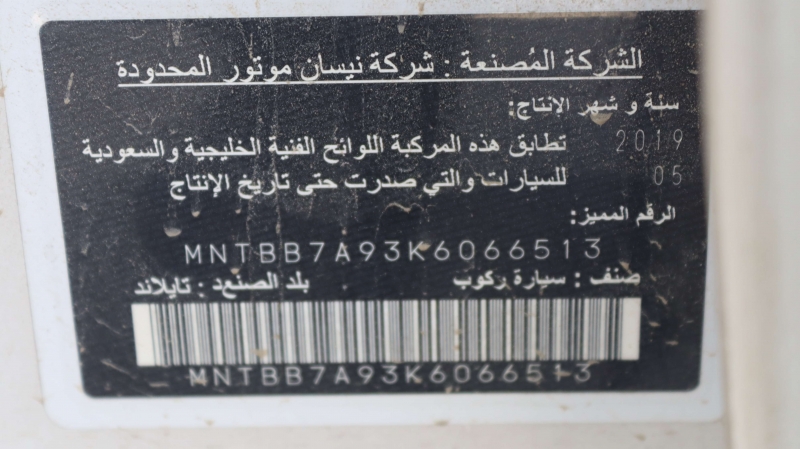 الشركة المُصنعة : شركة نيسان موتور المحدودة
سنة و شهر الإنتاج:
2019 تطابق هذه المركبة اللوائح الفنية الخليجية والسعودية
05 للسيارات والتي صدرت حتى تاريخ الإنتاج
الرقم المميز:
MNTBB7A93K6066513
صنف : سيارة ركوب بلد الصنع : تايلاند
MNTBB7A93K6066513